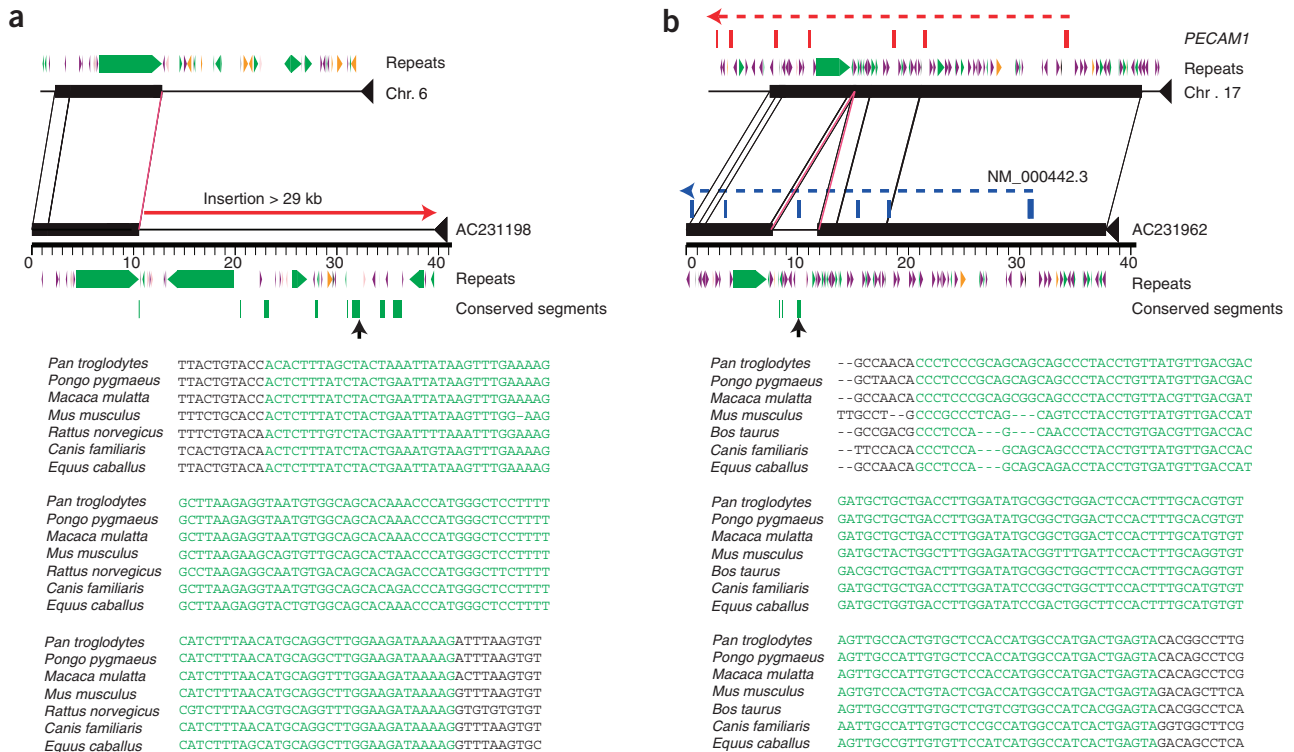 a
Repeats
Chr. 6
Insertion > 29 kb
AC231198
0 10 20 30 40
Repeats
Conserved segments
Pan troglodytes TTACTGTACCACACTTTAGCTACTAAATTATAAGTTTGAAAAG
Pongo pygmaeus TTACTGTACCACTCTTTATCTACTGAATTATAAGTTTGAAAAG
Macaca mulatta TTACTGTACCACTCTTTATCTACTGAATTATAAGTTTGAAAAG
Mus musculus TTTCTGCACCACTCTTTATCTACTGAATTATAAGTTTGG-AAG
Rattus norvegicus TTTCTGTACAACTCTTTGTCTACTGAATTTTAAATTTGGAAAG
Canis familiaris TCACTGTACCACTCTTTATCTACTGAAATGTAAGTTTGAAAAG
Equus caballus TTACTGTACCACTCTTTATCTACTGAATTATAAGTTTGAAAAG
Pan troglodytes GCTTAAGAGGTAATGTGGCAGCACAAACCCATGGGCTCCTTTT
Pongo pygmaeus GCTTAAGAGGTAATGTGGCAGCACAAACCCATGGGCTCCTTTT
Macaca mulatta GCTTAAGAGGTAATGTGGCAGCACAAACCCATGGGCTCCTTTT
Mus musculus GCTTAAGAAGCAGTGTTGCAGCACTAACCCATGGGCTCCTTTT
Rattus norvegicus GCCTAAGAGGCAATGTGACAGCACAGACCCATGGGCTTCTTTT
Canis familiaris GCTTAAGAGGTAATGTGGCAGCACAGACCCATGGGCTCCTTTT
Equus caballus GCTTAAGAGGTACTGTGGCAGCACAAACCCATGGGCTCCTTTT
Pan troglodytes CATCTTTAACATGCAGGCTTGGAAGATAAAAGATTTAAGTGT
Pongo pygmaeus CATCTTTAACATGCAGGCTTGGAAGATAAAAGATTTAAGTGT
Macaca mulatta CATCTTTAACATGCAGGTTTGGAAGATAAAAGACTTAAGTGT
Mus musculus CATCTTTAACATGCAGGCTTGGAAGATAAAAGGTTTAAGTGT
Rattus norvegicus CGTCTTTAACGTGCAGGCTTGGAAGATAAAAGGTGTGTGTGT
Canis familiaris CATCTTTAACATGCAGGCTTGGAAGATAAAAGGTTTAAGTGT
Equus caballus CATCTTTAGCATGCAGGCTTGGAAGATAAAAGGTTTAAGTGC
b
PECAM1
Repeats
Chr . 17
NM_000442.3
AC231962
0 10 20 30 40
Repeats
Conserved segments
Pan troglodytes --GCCAACACCCTCCCGCAGCAGCAGCCCTACCTGTTATGTTGACGAC
Pongo pygmaeus --GCTAACACCCTCCCGCAGCAGCAGCCCTACCTGTTATGTTGACGAC
Macaca mulatta --GCCAACACCCTCCCGCAGCGGCAGCCCTACCTGTTACGTTGACGAT
Mus musculus TTGCCT--GCCCGCCCTCAG---CAGTCCTACCTGTTATGTTGACCAT
Bos taurus --GCCGACGCCCTCCA---G---CAACCCTACCTGTGACGTTGACCAC
Canis familiaris --TTCCACACCCTCCA---GCAGCAGCCCTACCTGTTATGTTGACCAC
Equus caballus --GCCAACAGCCTCCA---GCAGCAGACCTACCTGTGATGTTGACCAT
Pan troglodytes GATGCTGCTGACCTTGGATATGCGGCTGGACTCCACTTTGCACGTGT
Pongo pygmaeus GATGCTGCTGACCTTGGATATGCGGCTGGACTCCACTTTGCACGTGT
Macaca mulatta GATGCTGCTGACCTTGGATATGCGGCTGGACTCCACTTTGCATGTGT
Mus musculus GATGCTACTGGCTTTGGAGATACGGTTTGATTCCACTTTGCAGGTGT
Bos taurus GACGCTGCTGACTTTGGATATGCGGCTGGCTTCCACTTTGCAGGTGT
Canis familiaris GATGCTGCTGACCTTGGATATGCGGCTGGCTTCCACTTTGCATGTGT
Equus caballus GATGCTGGTGACCTTGGATATCCGACTGGCTTCCACTTTGCATGTGT
Pan troglodytes AGTTGCCACTGTGCTCCACCATGGCCATGACTGAGTACACGGCCTTG
Pongo pygmaeus AGTTGCCATTGTGCTCCACCATGGCCATGACTGAGTACACAGCCTCG
Macaca mulatta AGTTGCCATTGTGCTCCACCATGGCCATGACTGAGTACACAGCCTCG
Mus musculus AGTGTCCACTGTACTCGACCATGGCCATGACTGAGTAGACAGCTTCA
Bos taurus AGTTGCCGTTGTGCTCTGTCGTGGCCATCACGGAGTACACGGCCTCA
Canis familiaris AATTGCCATTGTGCTCCGCCATGGCCATCACTGAGTAGGTGGCTTCG
Equus caballus AGTTGCCGTTGTGTTCCATCATGGCCATCACTGAGTAGACAGCCTCA